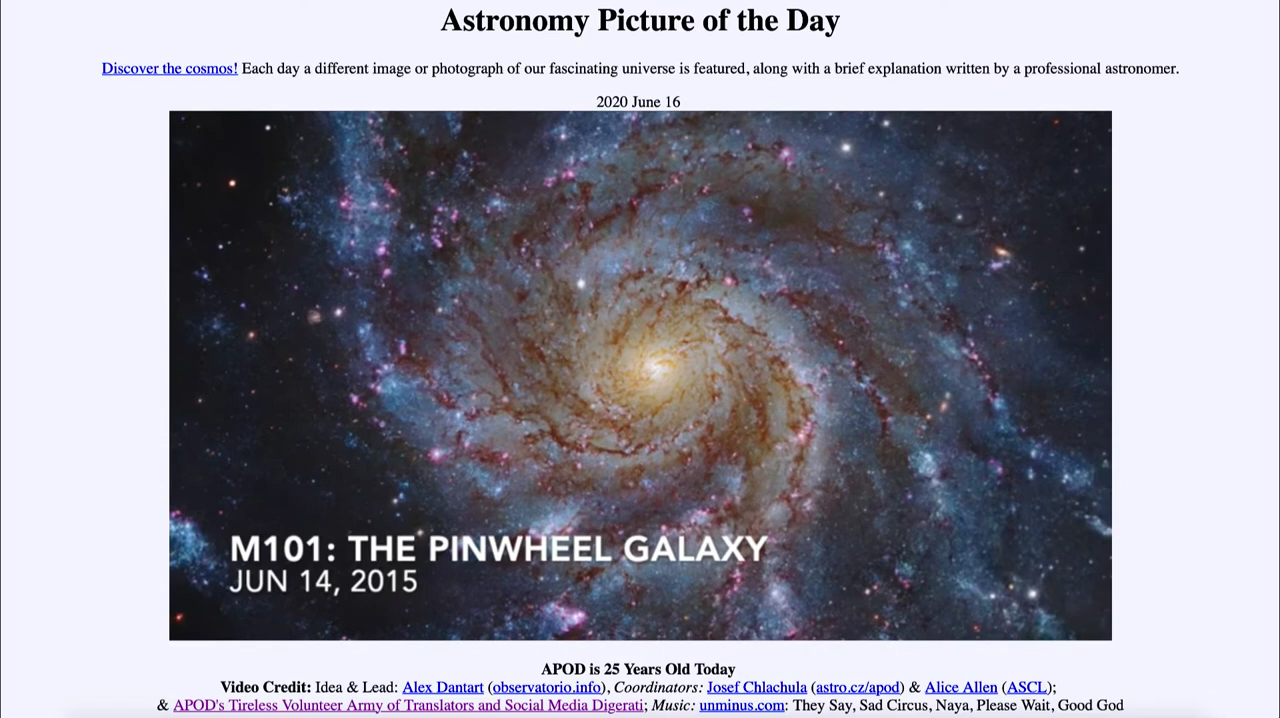 Astronomy Picture of the Day
Discover the cosmos! Each day a different image or photograph of our fascinating universe is featured, along with a brief explanation written by a professional astronomer.
2020 June 16
M101: THE PINWHEEL GALAXY
JUN 14, 2015
APOD is 25 Years Old Today
Video Credit: Idea & Lead: Alex Dantart (observatorio.info), Coordinators: Josef Chlachula (astro.cz/apod) & Alice Allen (ASCL);
& APOD's Tireless Volunteer Army of Translators and Social Media Digerati; Music: unminus.com: They Say, Sad Circus, Naya, Please Wait, Good God